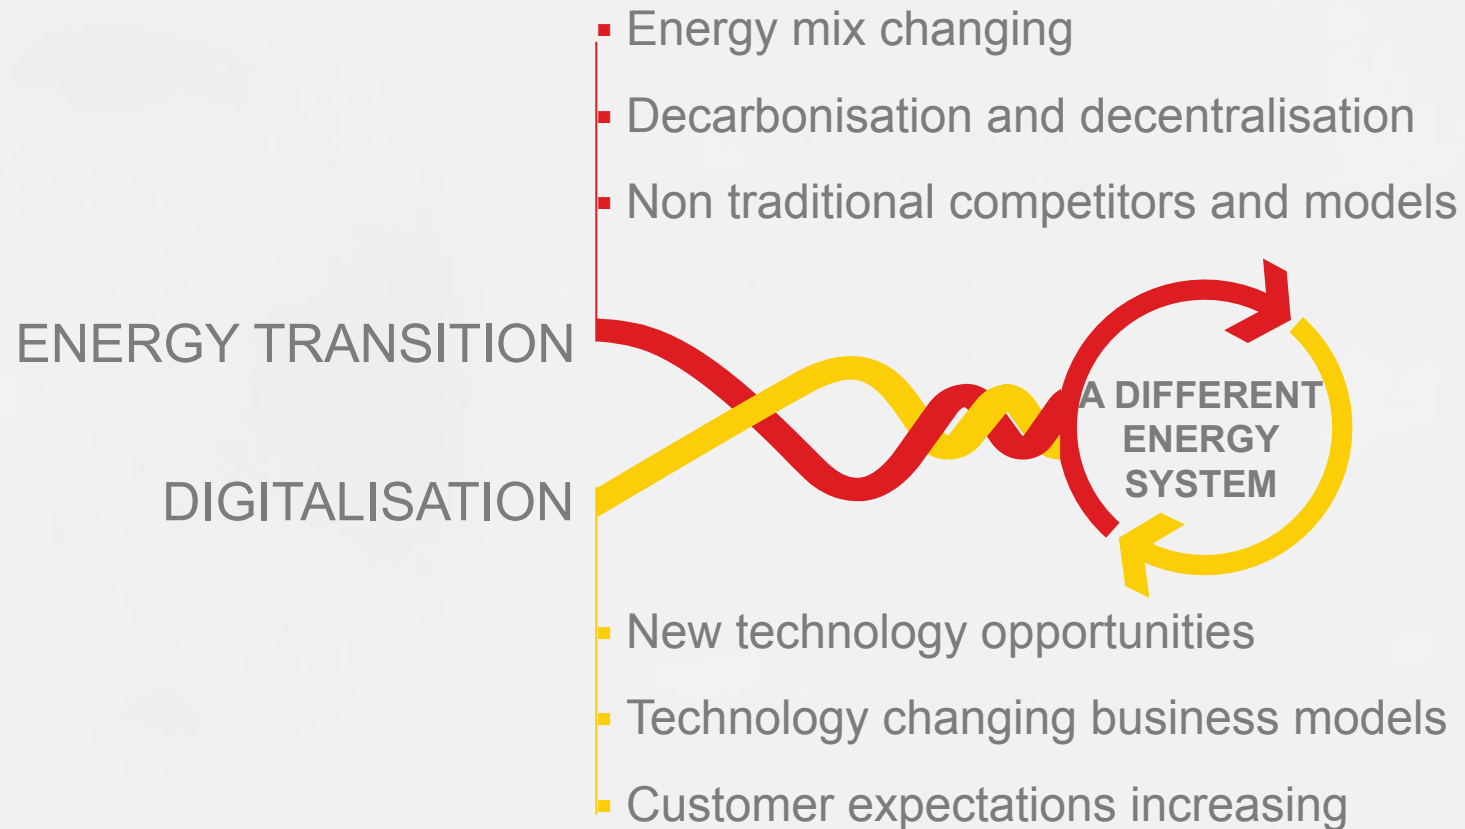 Energy mix changing
Decarbonisation and decentralisation
Non traditional competitors and models
ENERGY TRANSITION
DIGITALISATION
A DIFFERENT
ENERGY
SYSTEM
New technology opportunities
Technology changing business models
Customer expectations increasing